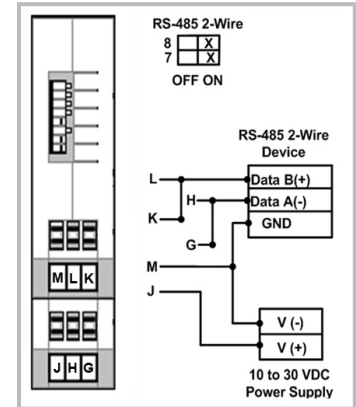 RS-485 2-Wire
8 X
7 X
OFF ON
RS-485 2-Wire
Device
L Data B(+)
H Data A(-)
K GND
G
M
J
V (-)
V (+)
10 to 30 VDC
Power Supply
M L K
J H G